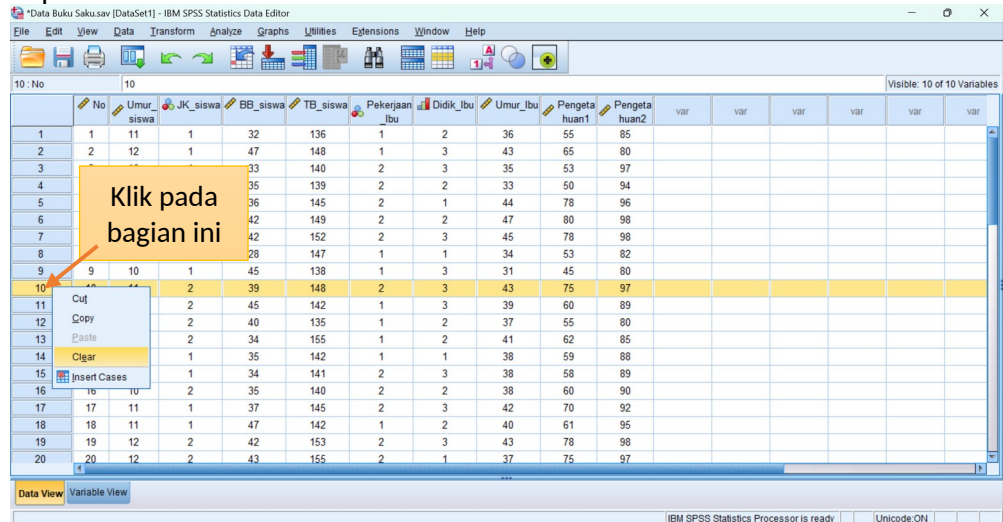 *Data Buku Saku.sav [DataSet1] - IBM SPSS Statistics Data Editor
File Edit View Data Transform Analyze Graphs Utilities Extensions Window Help
10 : No 10 Visible: 10 of 10 Variables
No Umur_siswa JK_siswa BB_siswa TB_siswa Pekerjaan_Ibu Didik_Ibu Umur_Ibu Pengetahuan1 Pengetahuan2 var var var var var
1 1 11 1 32 136 1 2 36 55 85
2 2 12 1 47 148 1 3 43 65 80
3 33 140 2 3 35 53 97
4 35 139 2 2 33 50 94
5 36 145 2 1 44 78 96
6 42 149 2 2 47 80 98
7 42 152 2 3 45 78 98
8 28 147 1 1 34 53 82
Klik pada
bagian ini
9 9 10 1 45 138 1 3 31 45 80
10 2 39 148 2 3 43 75 97
11 2 45 142 1 3 39 60 89
12 2 40 135 1 2 37 55 80
13 2 34 155 1 2 41 62 85
14 1 35 142 1 1 38 59 88
15 1 34 141 2 3 38 58 89
16 16 10 2 35 140 2 2 38 60 90
Cut
Copy
Paste
Clear
Insert Cases
17 17 11 1 37 145 2 3 42 70 92
18 18 11 1 47 142 1 2 40 61 95
19 19 12 2 42 153 2 3 43 78 98
20 20 12 2 43 155 2 1 37 75 97
Data View Variable View
IBM SPSS Statistics Processor is ready Unicode:ON